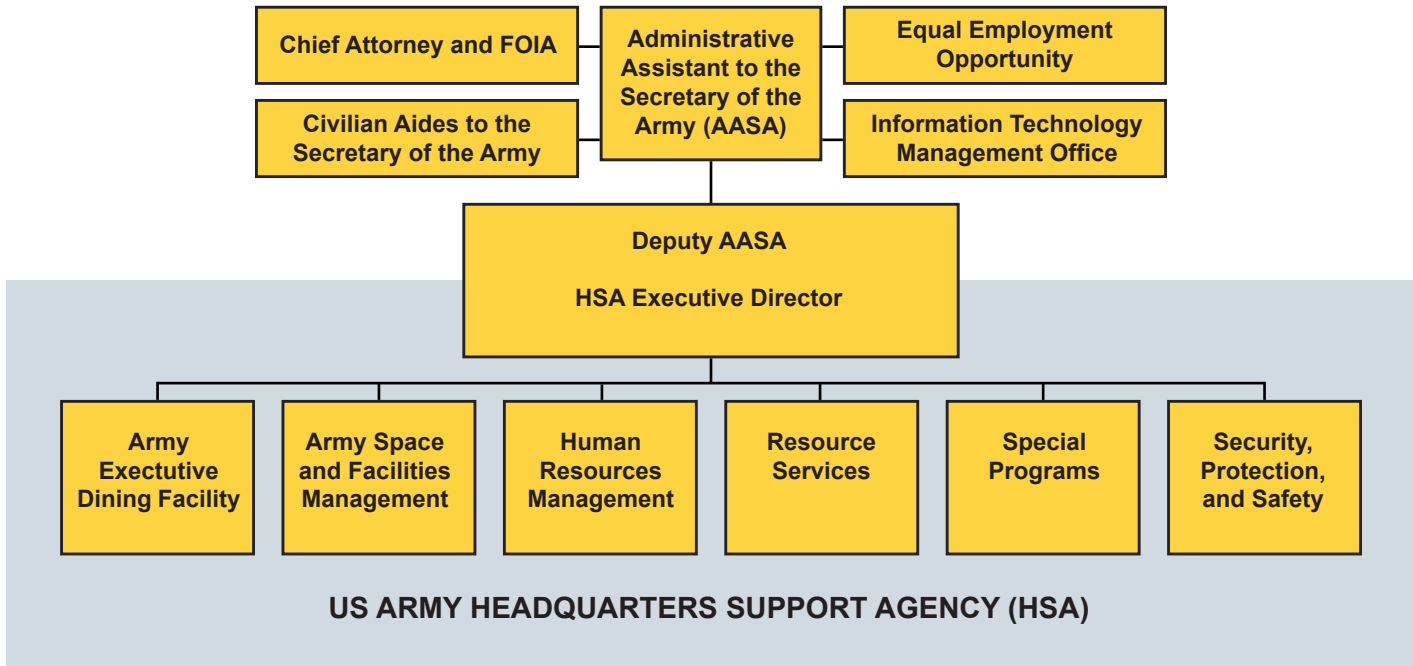 Chief Attorney and FOIA
Administrative
Assistant to the
Secretary of the
Army (AASA)
Equal Employment
Opportunity
Civilian Aides to the
Secretary of the Army
Information Technology
Management Office
Deputy AASA
HSA Executive Director
Army
Exectutive
Dining Facility
Army Space
and Facilities
Management
Human
Resources
Management
Resource
Services
Special
Programs
Security,
Protection,
and Safety
US ARMY HEADQUARTERS SUPPORT AGENCY (HSA)